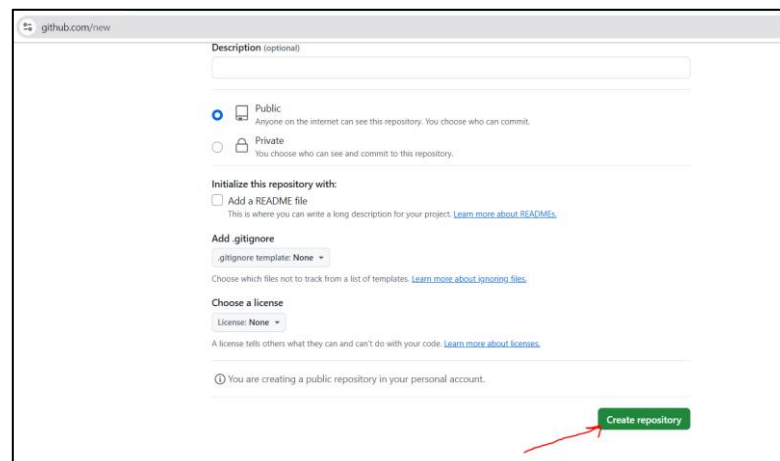 github.com/new
Description (optional)
Public
Anyone on the internet can see this repository. You choose who can commit.
Private
You choose who can see and commit to this repository.
Initialize this repository with:
Add a README file
This is where you can write a long description for your project. Learn more about READMEs.
Add .gitignore
.gitignore template: None
Choose which files not to track from a list of templates. Learn more about ignoring files.
Choose a license
License: None
A license tells others what they can and can't do with your code. Learn more about licenses.
You are creating a public repository in your personal account.
Create repository